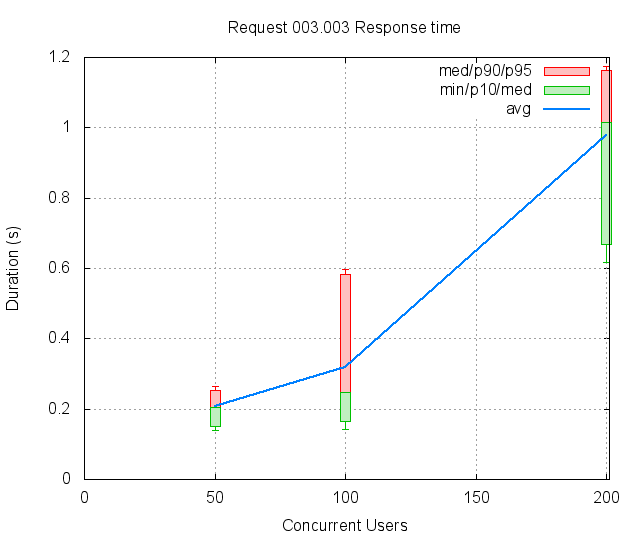 Request 003.003 Response time
med/p90/p95
min/p10/med
avg
1.2
1
0.8
0.6
0.4
0.2
0
0 50 100 150 200
Duration (s)
Concurrent Users